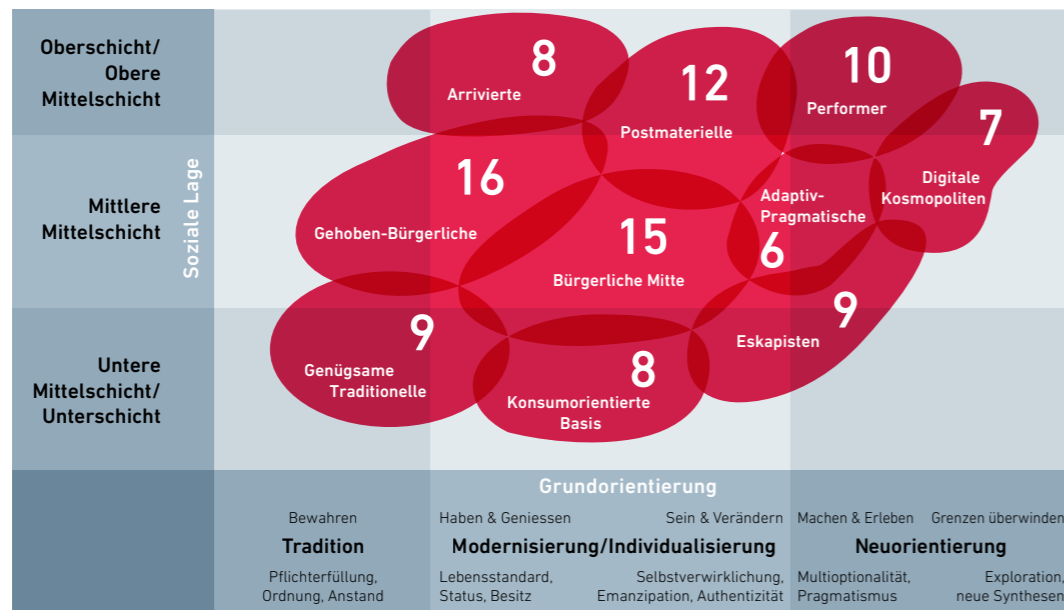 Oberschicht/
Obere
Mittelschicht
8
Arrivierte
12
Postmaterielle
10
Performer
7
Digitale
Kosmopoliten
Soziale Lage
Mittlere
Mittelschicht
16
Gehoben-Bürgerliche
15
Bürgerliche Mitte
Adaptiv-
Pragmatische
6
Untere
Mittelschicht/
Unterschicht
9
Genügsame
Traditionelle
8
Konsumorientierte
Basis
9
Eskapisten
Grundorientierung
Bewahren
Tradition
Pflichterfüllung,
Ordnung, Anstand
Haben & Geniessen
Sein & Verändern
Modernisierung/Individualisierung
Lebensstandard,
Status, Besitz
Selbstverwirklichung,
Emanzipation, Authentizität
Machen & Erleben
Grenzen überwinden
Neuorientierung
Multioptionalität,
Pragmatismus
Exploration,
neue Synthesen